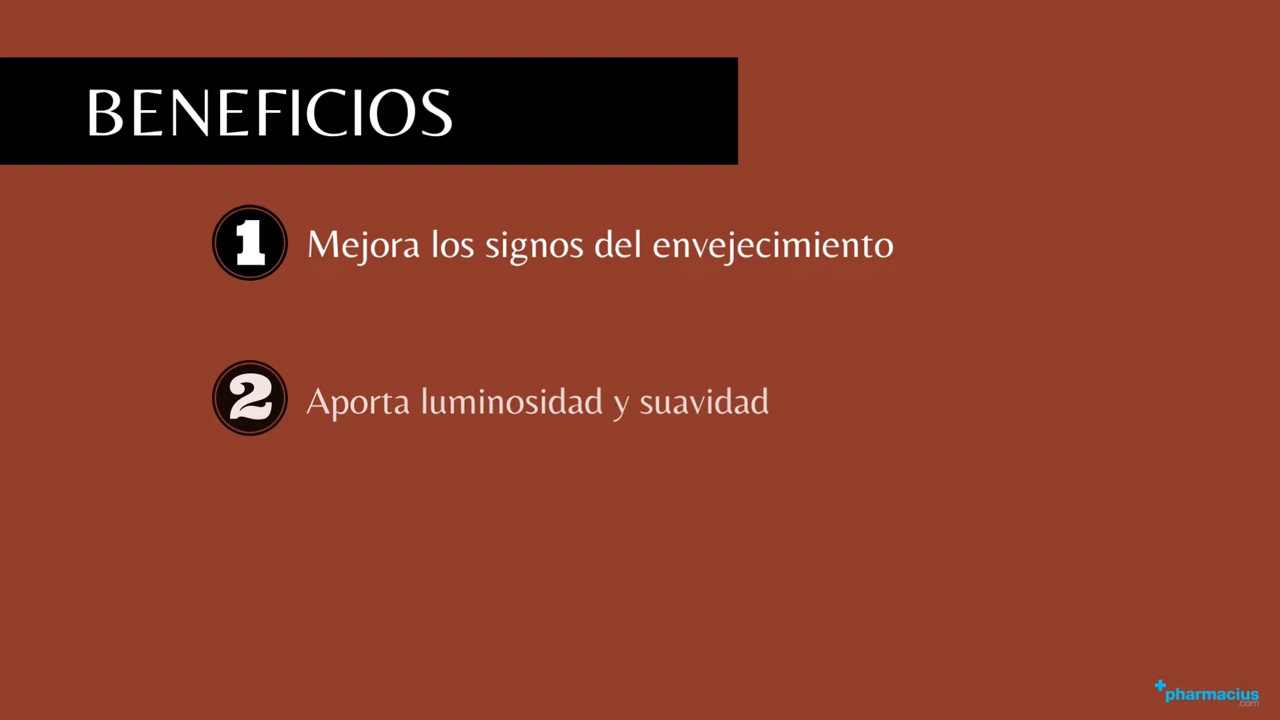 BENEFICIOS
1 Mejora los signos del envejecimiento
2 Aporta luminosidad y suavidad
+pharmacius
.com